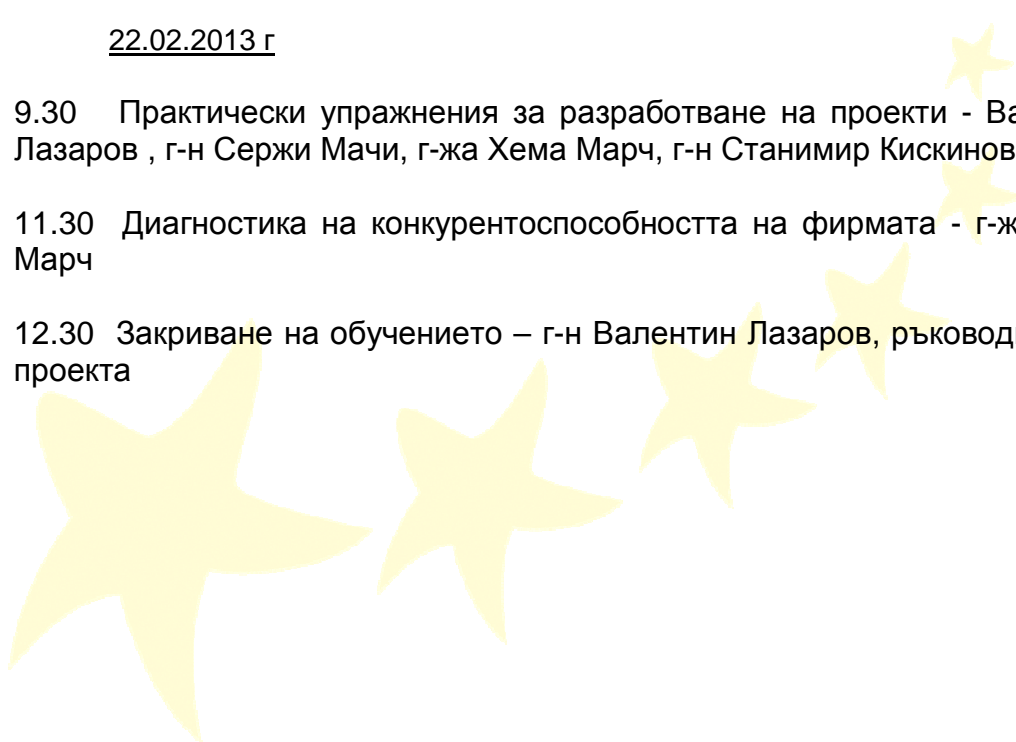 22.02.2013 г
9.30 Практически упражнения за разработване на проекти - Ва
Лазаров , г-н Сержи Мачи, г-жа Хема Марч, г-н Станимир Кискинов
11.30 Диагностика на конкурентоспособността на фирмата - г-ж
Марч
12.30 Закриване на обучението – г-н Валентин Лазаров, ръковод
проекта